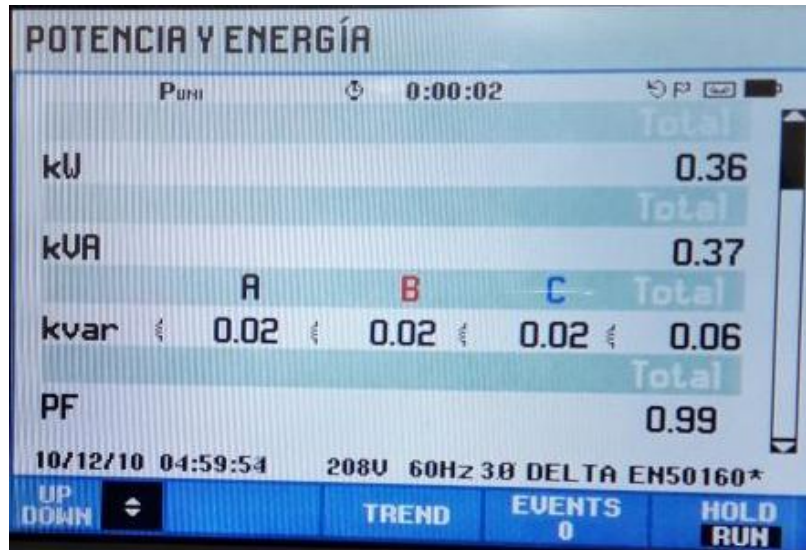 POTENCIA Y ENERGÍA
PUNI 0:00:02
Total
kW 0.36
Total
kVA 0.37
A B C Total
kvar 0.02 0.02 0.02 0.06
Total
PF 0.99
10/12/10 04:59:54 208V 60Hz 3Ø DELTA EN50160*
UP DOWN TREND EVENTS 0 HOLD RUN